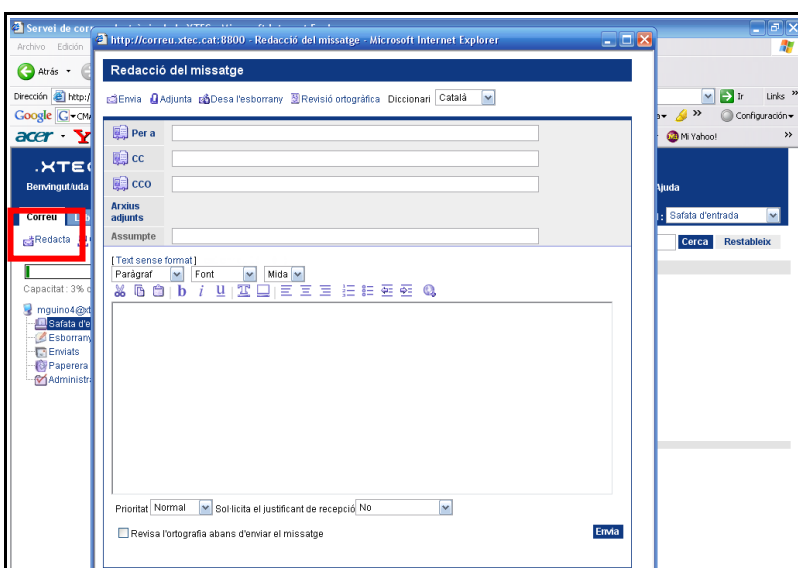 Servei de corr
http://correu.xtec.cat:8800 - Redacció del missatge - Microsoft Internet Explorer
Archivo Edición
Redacció del missatge
Atrás
Dirección http:/
Ir Links »
Envia Adjunta Desa l'esborrany Revisió ortogràfica Diccionari Català
Google G CM
Configuración
acer Y
Mi Yahoo! »
Per a
CC
CCO
Arxius
adjunts
Assumpte
.XTE
Benvingut/uda
Ajuda
Correu
Safata d'entrada
Redacta
Cerca Restableix
[Text sense format]
Paràgraf Font Mida
b i U
Capacitat: 3%
mguino4@xt
Safata d'e
Esborrany
Enviats
Paperera
Administr
Prioritat Normal Sol·licita el justificant de recepció No
Revisa l'ortografia abans d'enviar el missatge
Envia